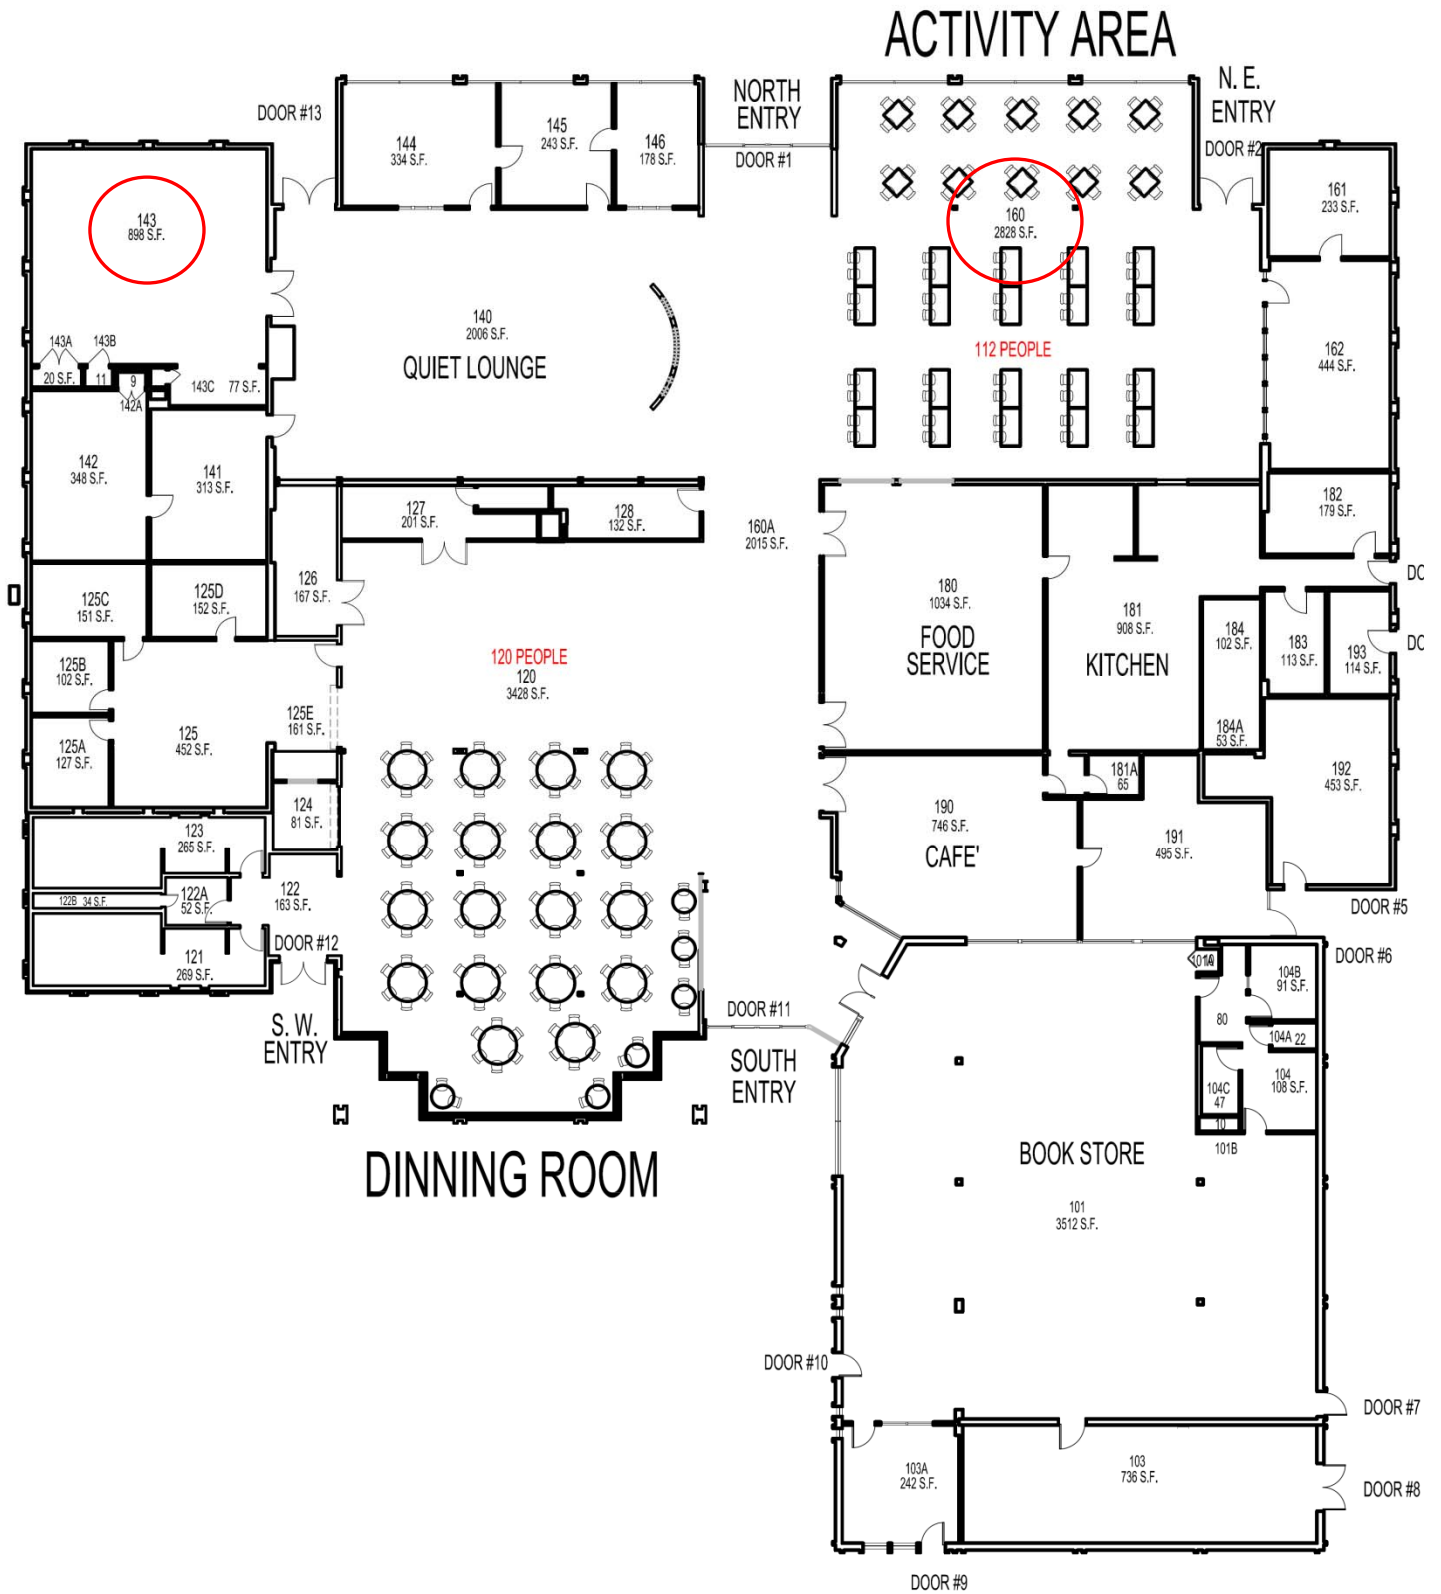 ACTIVITY AREA
N. E.
ENTRY
NORTH
ENTRY
DOOR #13
DOOR #1
DOOR #2
144
334 S.F.
145
243 S.F.
146
178 S.F.
161
233 S.F.
143
898 S.F.
160
2828 S.F.
140
2006 S.F.
QUIET LOUNGE
112 PEOPLE
162
444 S.F.
143A
143B
20 S.F.
11
9
143C 77 S.F.
142A
142
348 S.F.
141
313 S.F.
127
201 S.F.
128
132 S.F.
160A
2015 S.F.
182
179 S.F.
126
167 S.F.
125C
151 S.F.
125D
152 S.F.
180
1034 S.F.
FOOD
SERVICE
181
908 S.F.
KITCHEN
184
102 S.F.
183
113 S.F.
193
114 S.F.
DO
DO
120 PEOPLE
120
3428 S.F.
125B
102 S.F.
125E
161 S.F.
125
452 S.F.
125A
127 S.F.
184A
53 S.F.
181A
65
192
453 S.F.
124
81 S.F.
190
746 S.F.
CAFE'
191
495 S.F.
123
265 S.F.
122
163 S.F.
122A
52 S.F.
122B 34 S.F.
121
269 S.F.
DOOR #12
DOOR #5
DOOR #6
S. W.
ENTRY
DOOR #11
SOUTH
ENTRY
104B
91 S.F.
80
104A 22
104
108 S.F.
104C
47
10
101B
DINNING ROOM
BOOK STORE
101
3512 S.F.
DOOR #10
DOOR #7
103A
242 S.F.
103
736 S.F.
DOOR #8
DOOR #9